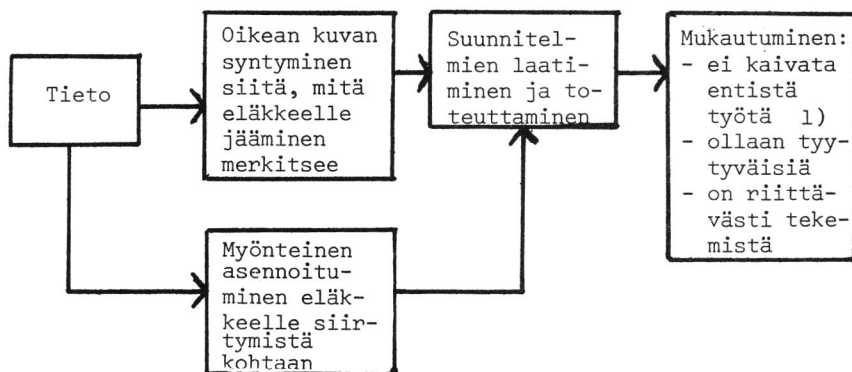 Tieto
Oikean kuvan
syntyminen
siitä, mitä
eläkkeelle
jääminen
merkitsee
Suunnitel-
mien laati-
minen ja to-
teuttaminen
Mukautuminen:
- ei kaivata
entistä
työtä 1)
- ollaan tyy-
tyväisiä
- on riittä-
västi teke-
mistä
Myönteinen
asennoitu-
minen eläk-
keelle siir-
tymistä
kohtaan